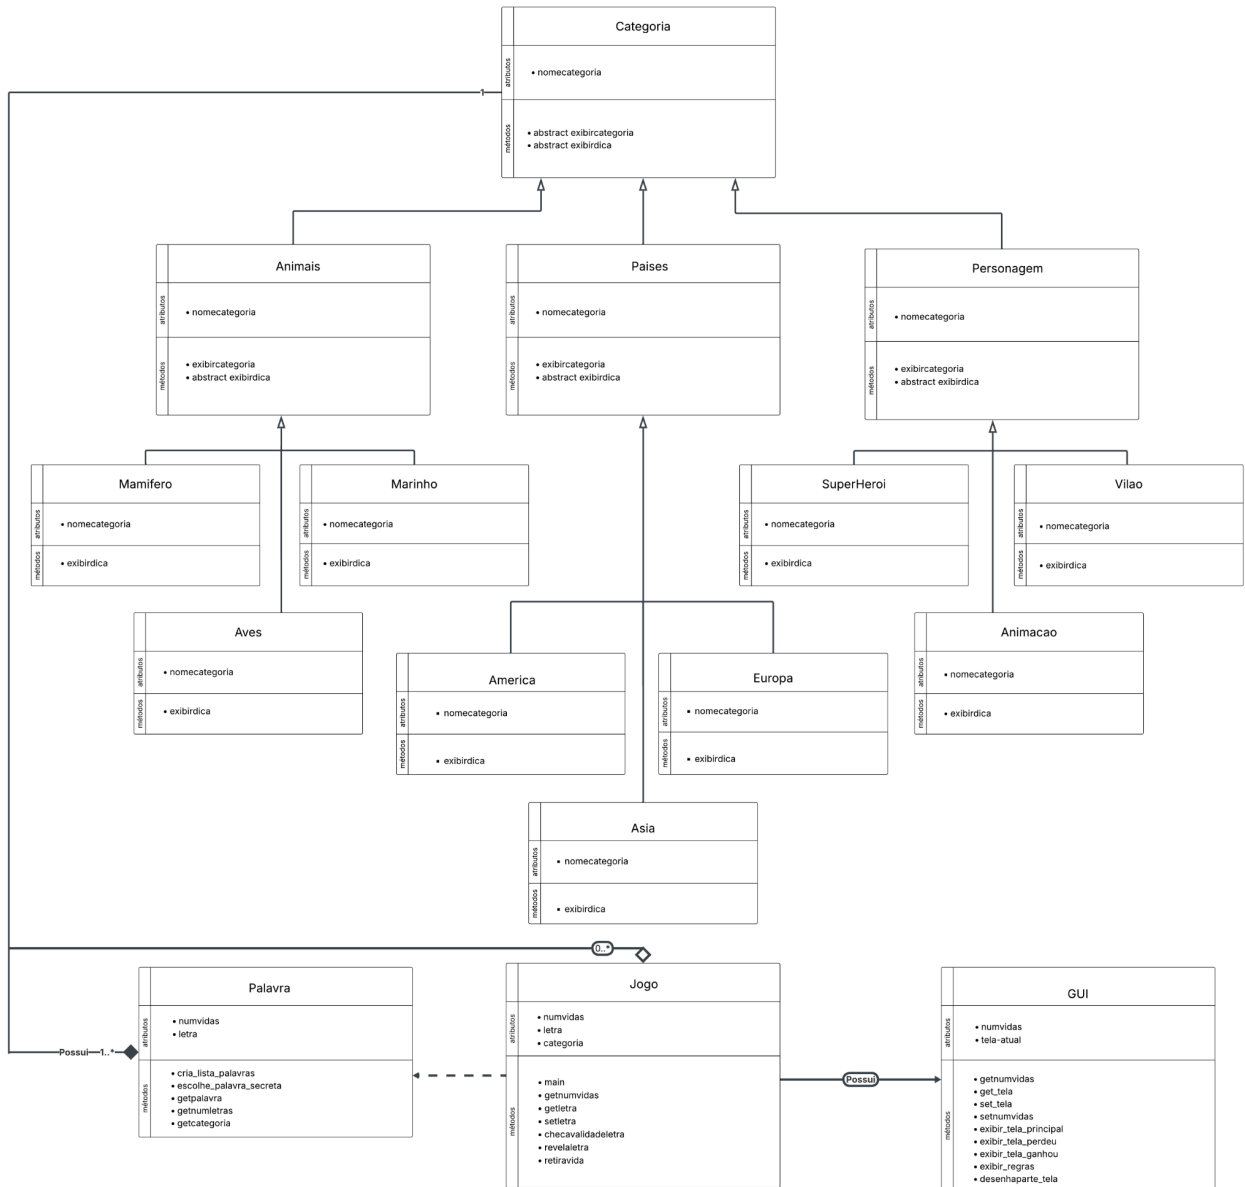 Categoria
atributos
• nomecategoria
1
métodos
• abstract exibircategoria
• abstract exibirdica
Animais
atributos
• nomecategoria
métodos
• exibircategoria
• abstract exibirdica
Paises
atributos
• nomecategoria
métodos
• exibircategoria
• abstract exibirdica
Personagem
atributos
• nomecategoria
métodos
• exibircategoria
• abstract exibirdica
Mamifero
atributos
• nomecategoria
métodos
• exibirdica
Marinho
atributos
• nomecategoria
métodos
• exibirdica
SuperHeroi
atributos
• nomecategoria
métodos
• exibirdica
Vilao
atributos
• nomecategoria
métodos
• exibirdica
Aves
atributos
• nomecategoria
métodos
• exibirdica
America
atributos
▪ nomecategoria
métodos
▪ exibirdica
Europa
atributos
▪ nomecategoria
métodos
▪ exibirdica
Animacao
atributos
• nomecategoria
métodos
• exibirdica
Asia
atributos
▪ nomecategoria
métodos
▪ exibirdica
0..*
Palavra
atributos
• numvidas
• letra
Possui 1..*
métodos
• cria_lista_palavras
• escolhe_palavra_secreta
• getpalavra
• getnumletras
• getcategoria
Jogo
atributos
• numvidas
• letra
• categoria
métodos
• main
• getnumvidas
• getletra
• setletra
• checavalidadeletra
• revelaletra
• retiravida
Possui
GUI
atributos
• numvidas
• tela-atual
métodos
• getnumvidas
• get_tela
• set_tela
• setnumvidas
• exibir_tela_principal
• exibir_tela_perdeu
• exibir_tela_ganhou
• exibir_regras
• desenhaparte_tela